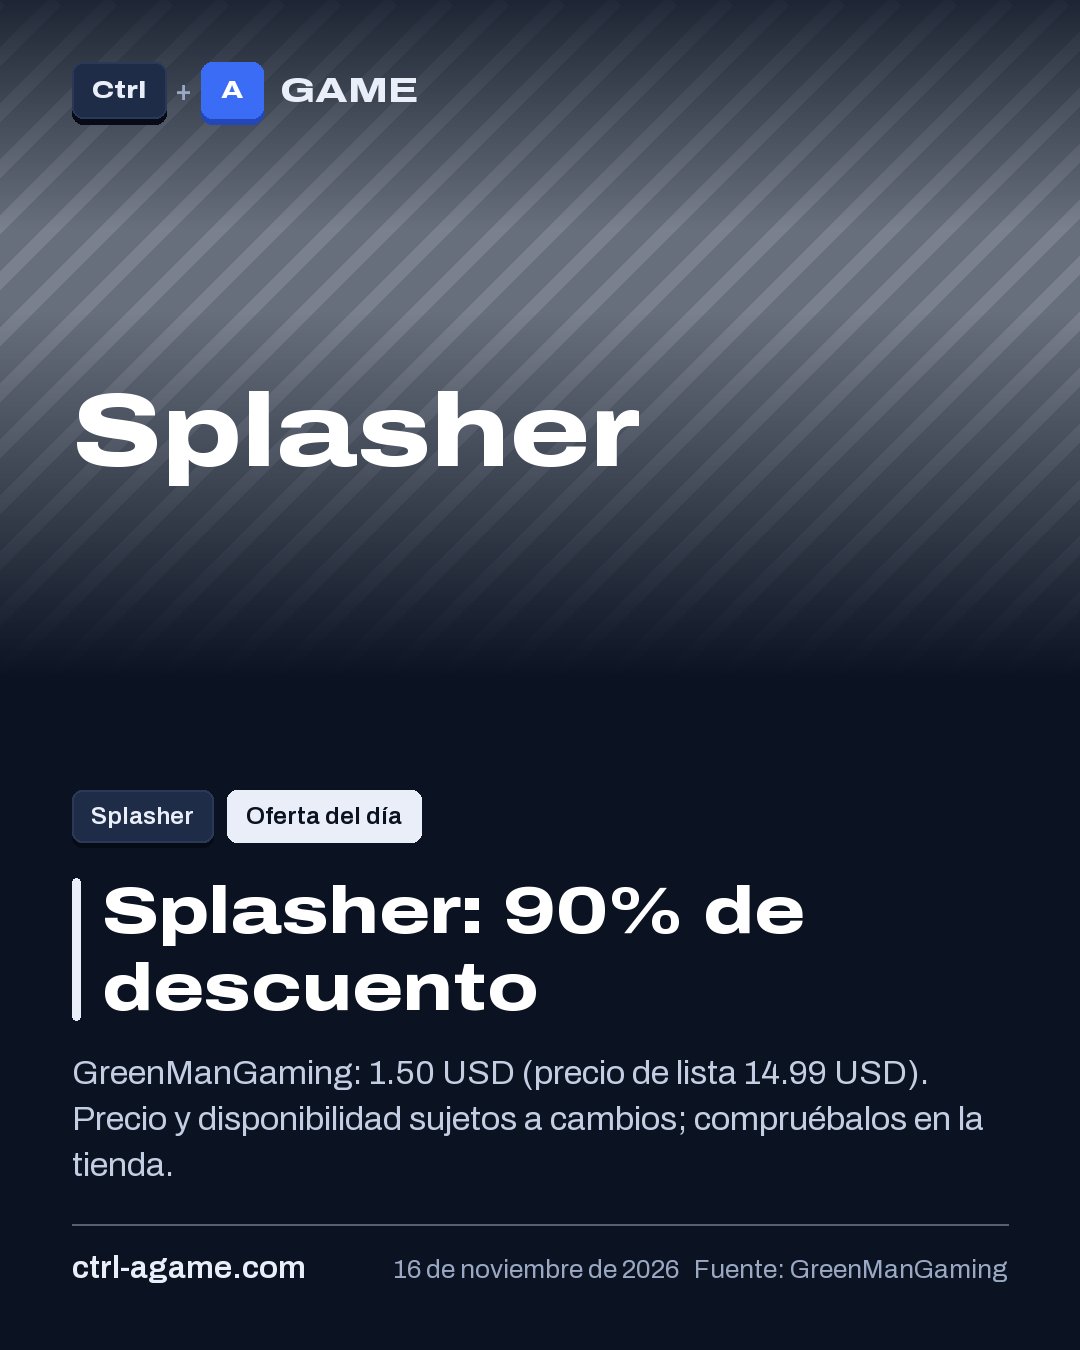 Ctrl + A GAME
Splasher
Splasher Oferta del día
Splasher: 90% de
descuento
GreenManGaming: 1.50 USD (precio de lista 14.99 USD).
Precio y disponibilidad sujetos a cambios; compruébalos en la
tienda.
ctrl-agame.com 16 de noviembre de 2026 Fuente: GreenManGaming